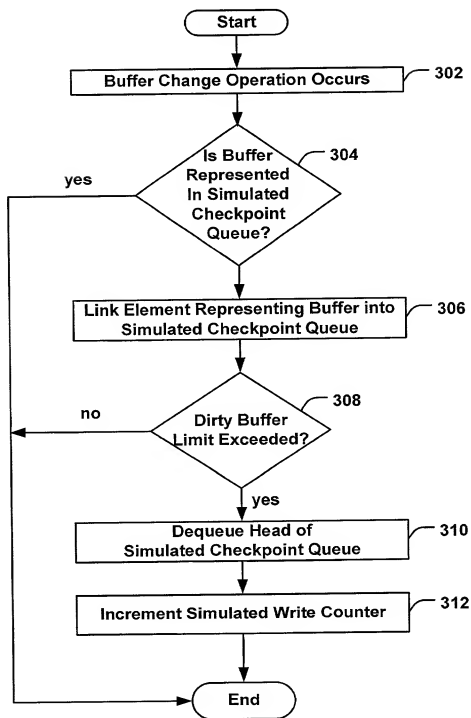 Start
Buffer Change Operation Occurs
302
Is Buffer
Represented
In Simulated
Checkpoint
Queue?
304
yes
Link Element Representing Buffer into
Simulated Checkpoint Queue
306
Dirty Buffer
Limit Exceeded?
308
no
yes
Dequeue Head of
Simulated Checkpoint Queue
310
Increment Simulated Write Counter
312
End